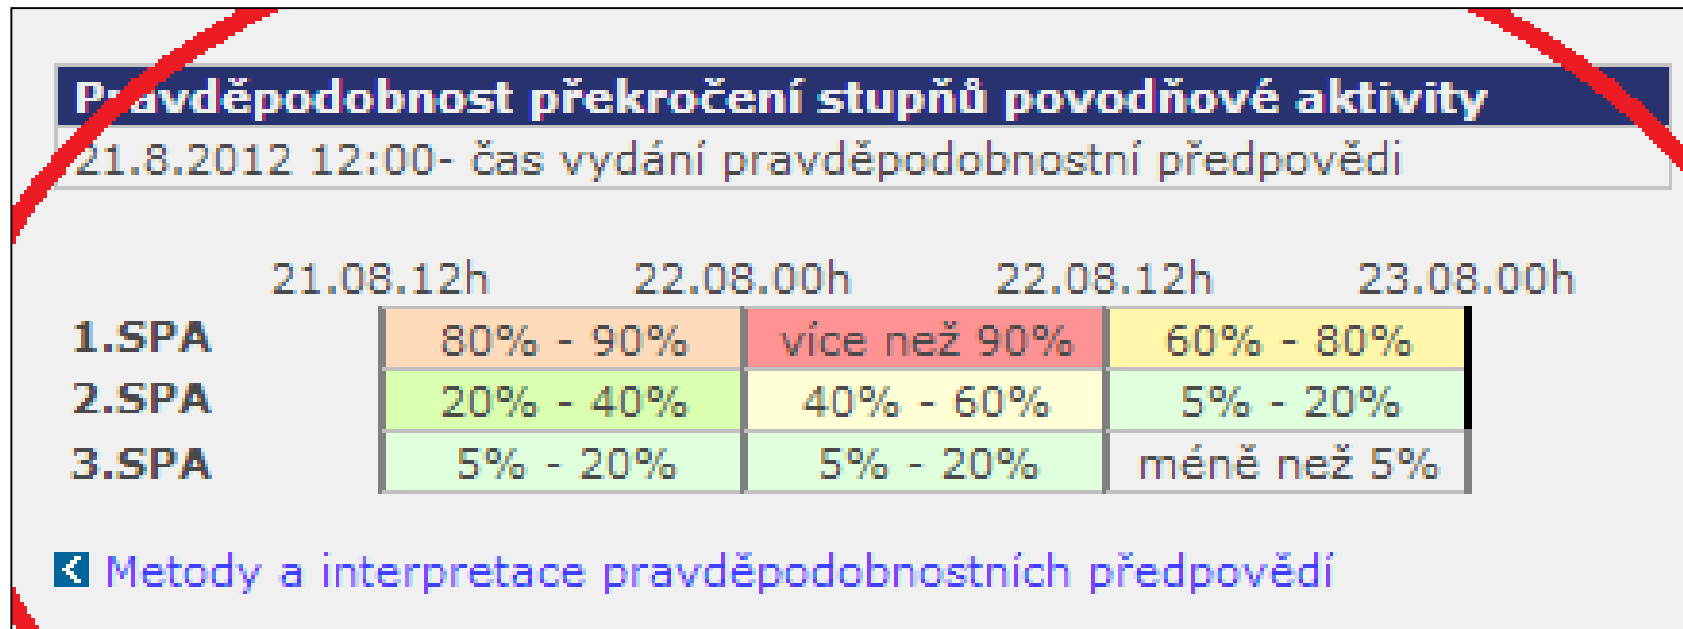 Pravděpodobnost překročení stupňů povodňové aktivity
21.8.2012 12:00- čas vydání pravděpodobnostní předpovědi
21.08.12h 22.08.00h 22.08.12h 23.08.00h
1.SPA 80% - 90% více než 90% 60% - 80%
2.SPA 20% - 40% 40% - 60% 5% - 20%
3.SPA 5% - 20% 5% - 20% méně než 5%
Metody a interpretace pravděpodobnostních předpovědí